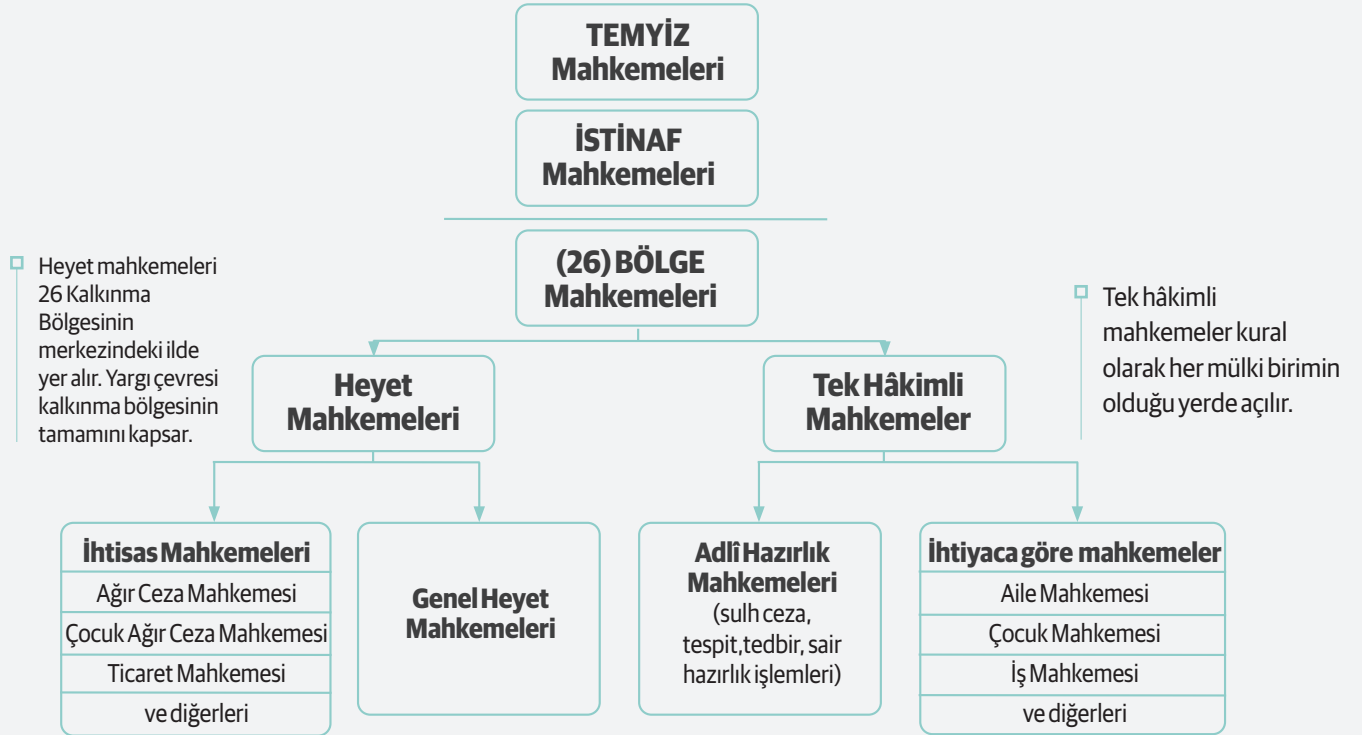 TEMYİZ
Mahkemeleri
İSTİNAF
Mahkemeleri
(26) BÖLGE
Mahkemeleri
Heyet mahkemeleri
26 Kalkınma
Bölgesinin
merkezindeki ilde
yer alır. Yargı çevresi
kalkınma bölgesinin
tamamını kapsar.
Tek hâkimli
mahkemeler kural
olarak her mülki birimin
olduğu yerde açılır.
Heyet
Mahkemeleri
Tek Hâkimli
Mahkemeler
İhtisas Mahkemeleri
Ağır Ceza Mahkemesi
Çocuk Ağır Ceza Mahkemesi
Ticaret Mahkemesi
ve diğerleri
Genel Heyet
Mahkemeleri
Adlî Hazırlık
Mahkemeleri
(sulh ceza,
tespit,tedbir, sair
hazırlık işlemleri)
İhtiyaca göre mahkemeler
Aile Mahkemesi
Çocuk Mahkemesi
İş Mahkemesi
ve diğerleri